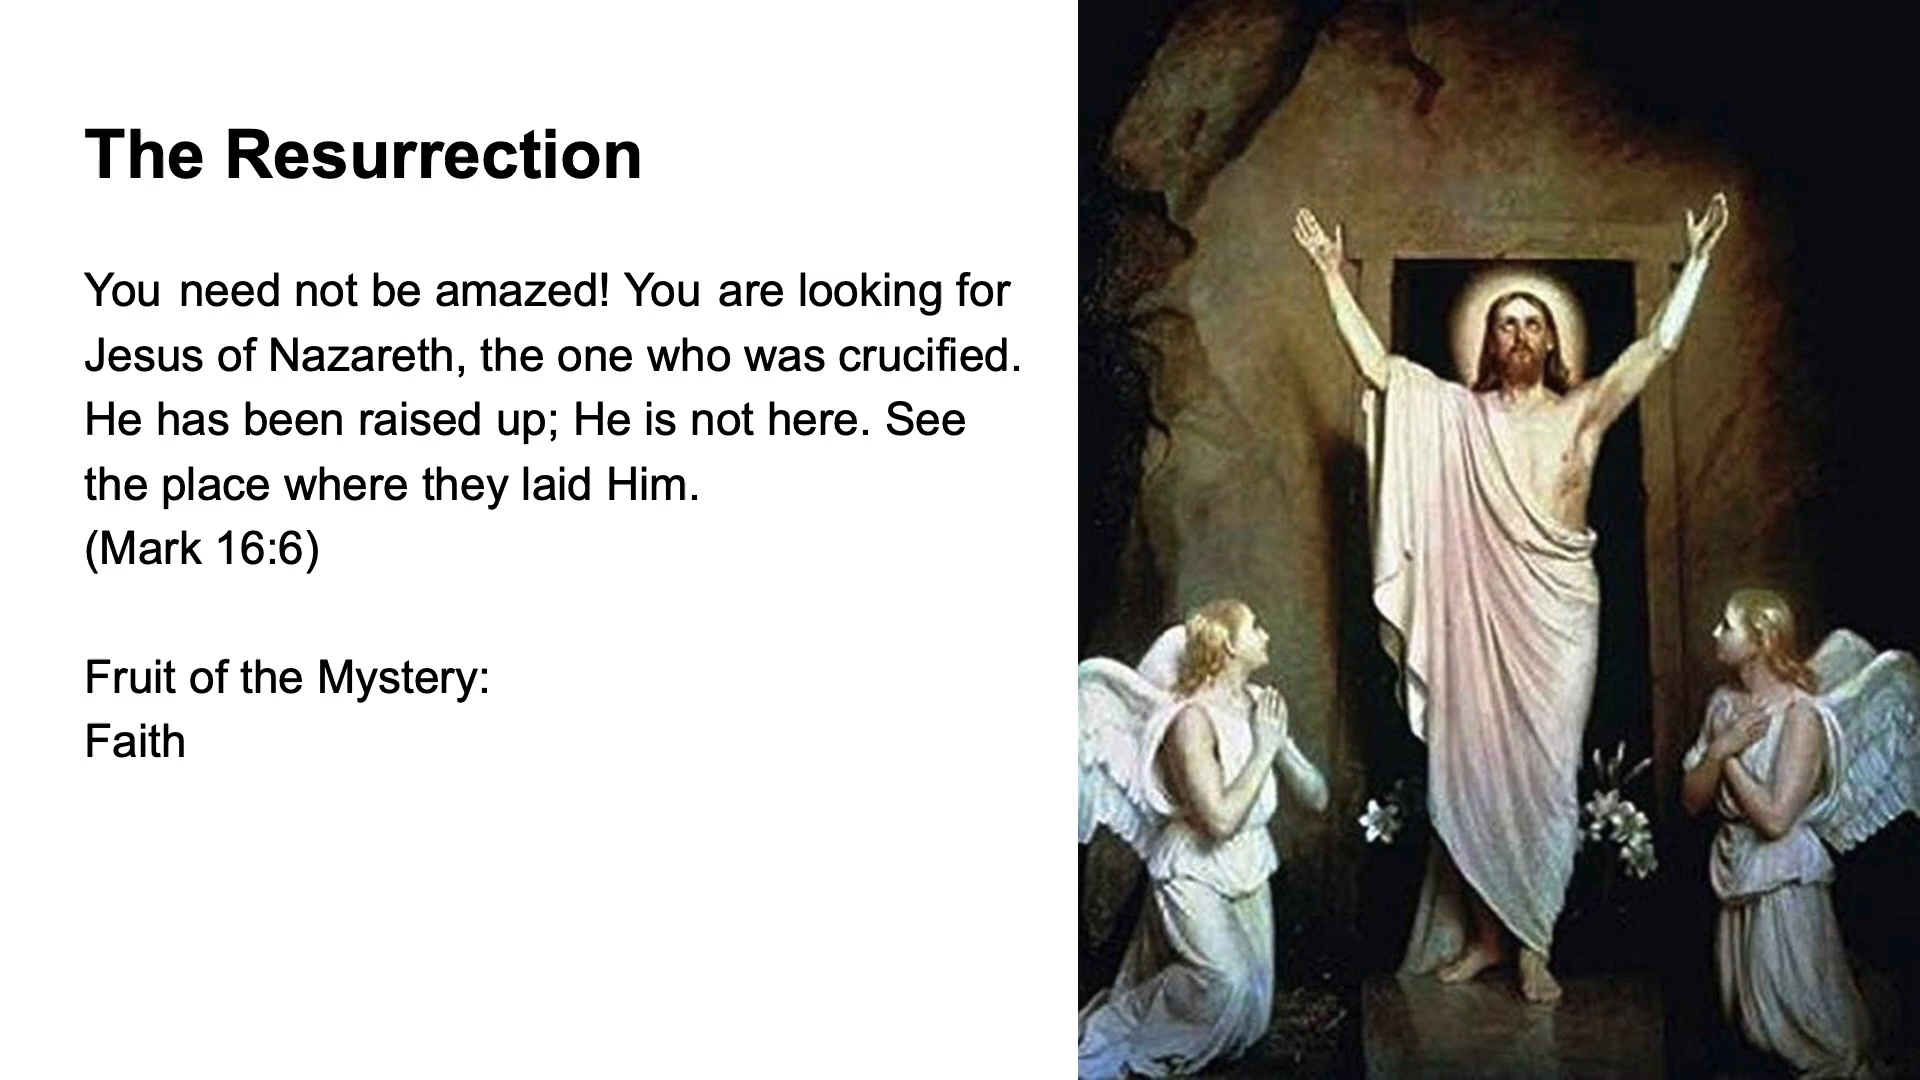 The Resurrection
You need not be amazed! You are looking for
Jesus of Nazareth, the one who was crucified.
He has been raised up; He is not here. See
the place where they laid Him.
(Mark 16:6)
Fruit of the Mystery:
Faith